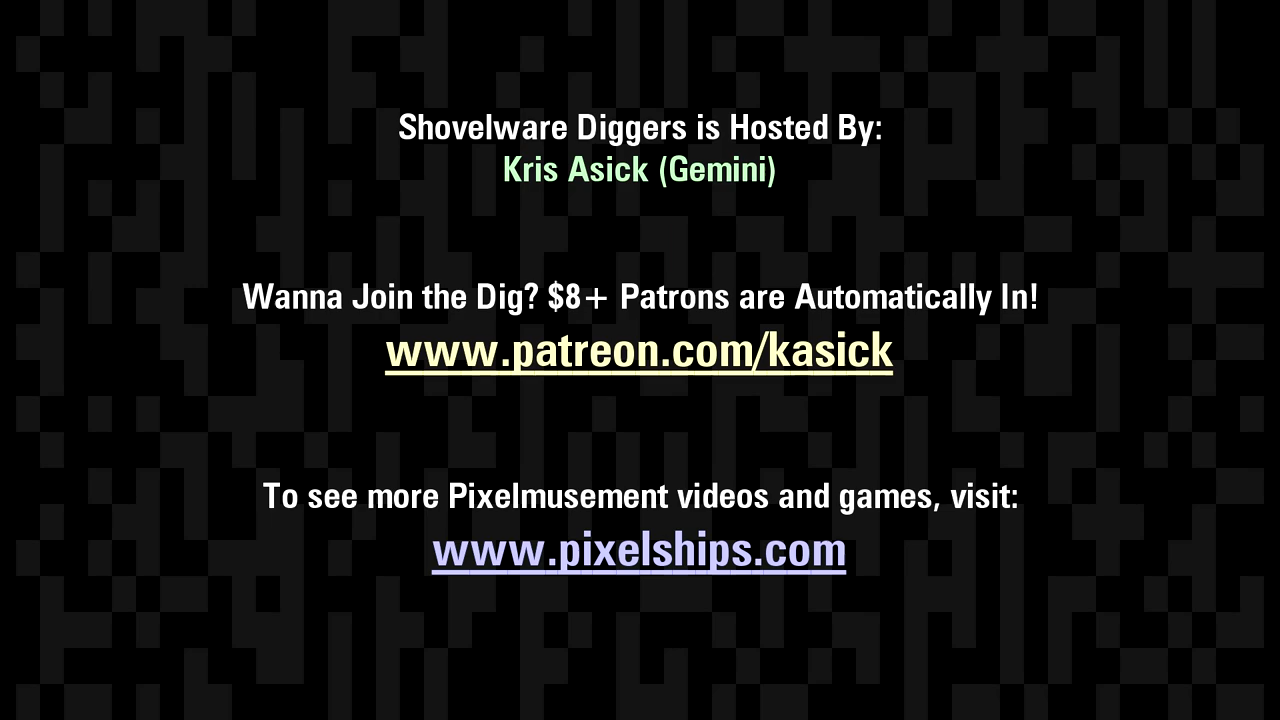 Shovelware Diggers is Hosted By:
Kris Asick (Gemini)
Wanna Join the Dig? $8+ Patrons are Automatically In!
www.patreon.com/kasick
To see more Pixelmusement videos and games, visit:
www.pixelships.com